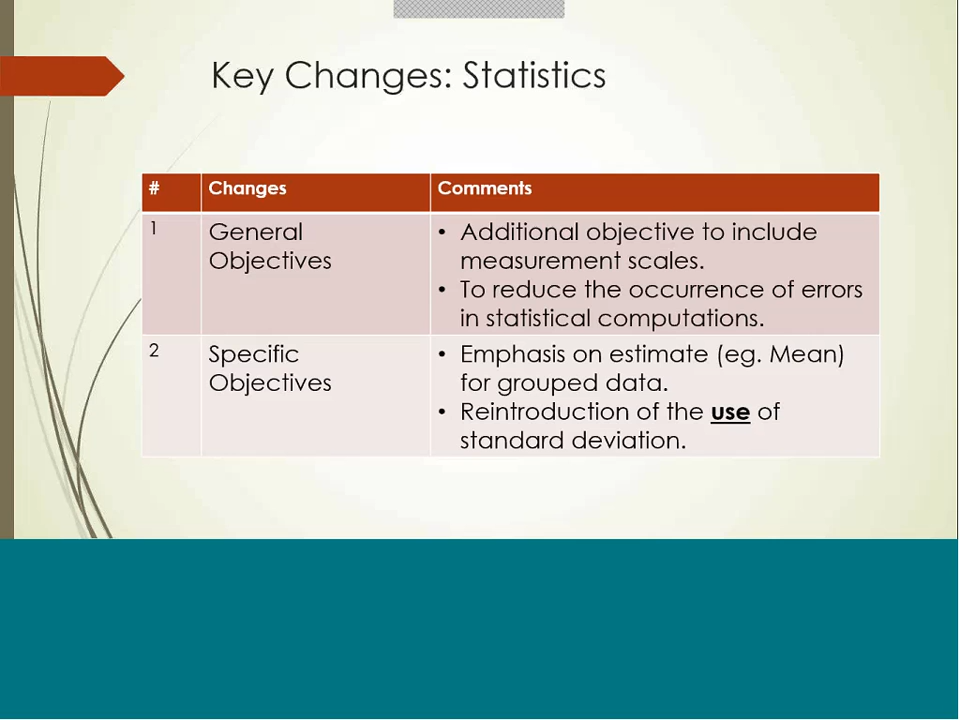 Key Changes: Statistics
# Changes Comments
1 General Objectives
• Additional objective to include
measurement scales.
• To reduce the occurrence of errors
in statistical computations.
2 Specific Objectives
• Emphasis on estimate (eg. Mean)
for grouped data.
• Reintroduction of the use of
standard deviation.